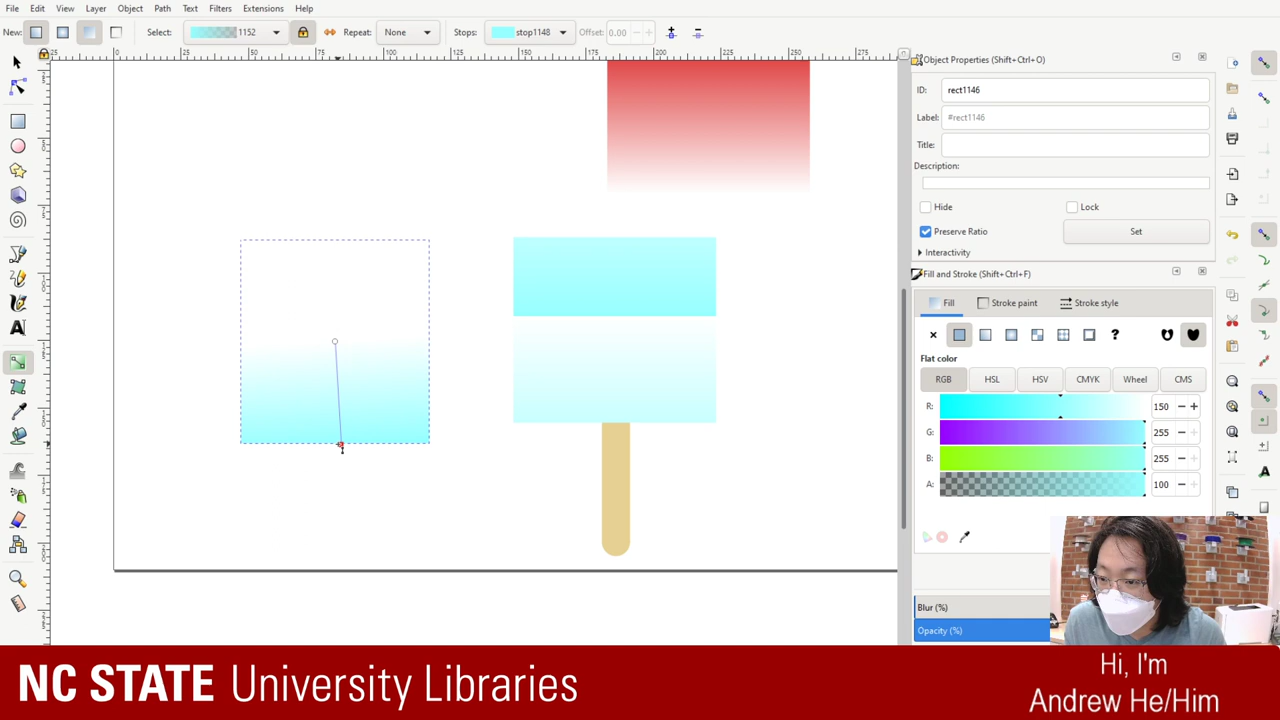 File Edit View Layer Object Path Text Filters Extensions Help
New: Select: 1152 Repeat: None Stops: stop1148 Offset: 0.00
Object Properties (Shift+Ctrl+O)
ID: rect1146
Label: #rect1146
Title:
Description:
Hide Lock
Preserve Ratio Set
Interactivity
Fill and Stroke (Shift+Ctrl+F)
Fill Stroke paint Stroke style
Flat color
RGB HSL HSV CMYK Wheel CMS
R: 150
G: 255
B: 255
A: 100
Blur (%)
Opacity (%)
NC STATE University Libraries
Hi, I'm
Andrew He/Him